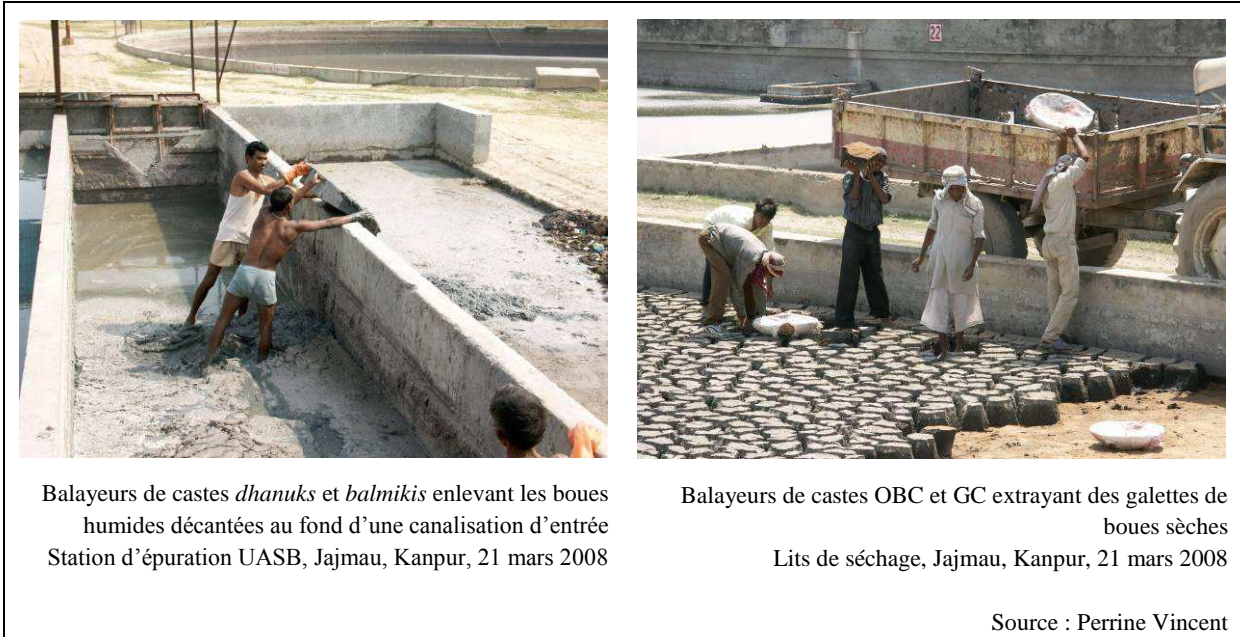 22
Balayeurs de castes dhanuks et balmikis enlevant les boues
humides décantées au fond d'une canalisation d'entrée
Station d'épuration UASB, Jajmau, Kanpur, 21 mars 2008
Balayeurs de castes OBC et GC extrayant des galettes de
boues sèches
Lits de séchage, Jajmau, Kanpur, 21 mars 2008
Source : Perrine Vincent